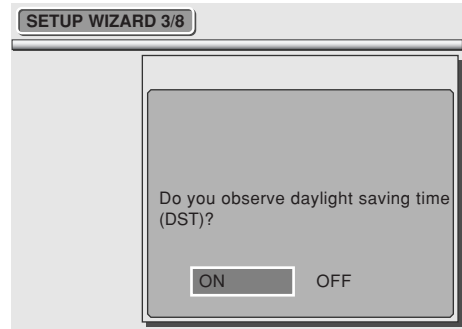 SETUP WIZARD 3/8
Do you observe daylight saving time
(DST)?
ON OFF